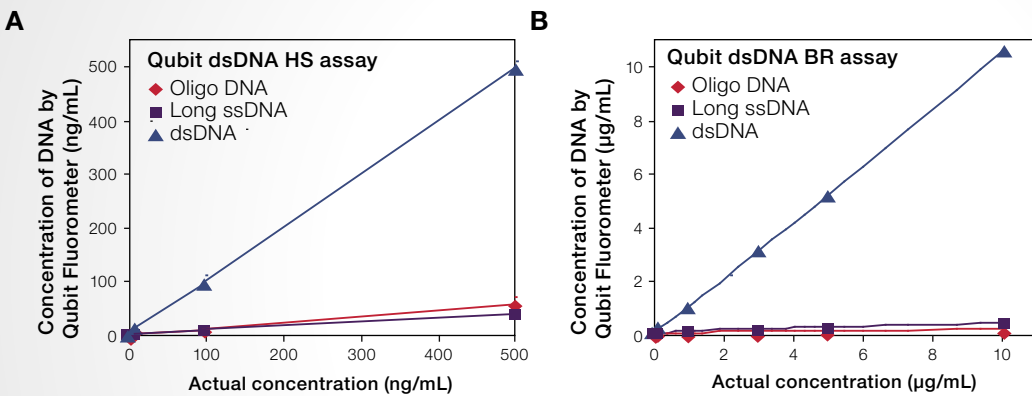 A
Qubit dsDNA HS assay
Oligo DNA
Long ssDNA
dsDNA
Concentration of DNA by
Qubit Fluorometer (ng/mL)
500
400
300
200
100
0
0 100 200 300 400 500
Actual concentration (ng/mL)
B
Qubit dsDNA BR assay
Oligo DNA
Long ssDNA
dsDNA
Concentration of DNA by
Qubit Fluorometer (µg/mL)
10
8
6
4
2
0
0 2 4 6 8 10
Actual concentration (µg/mL)